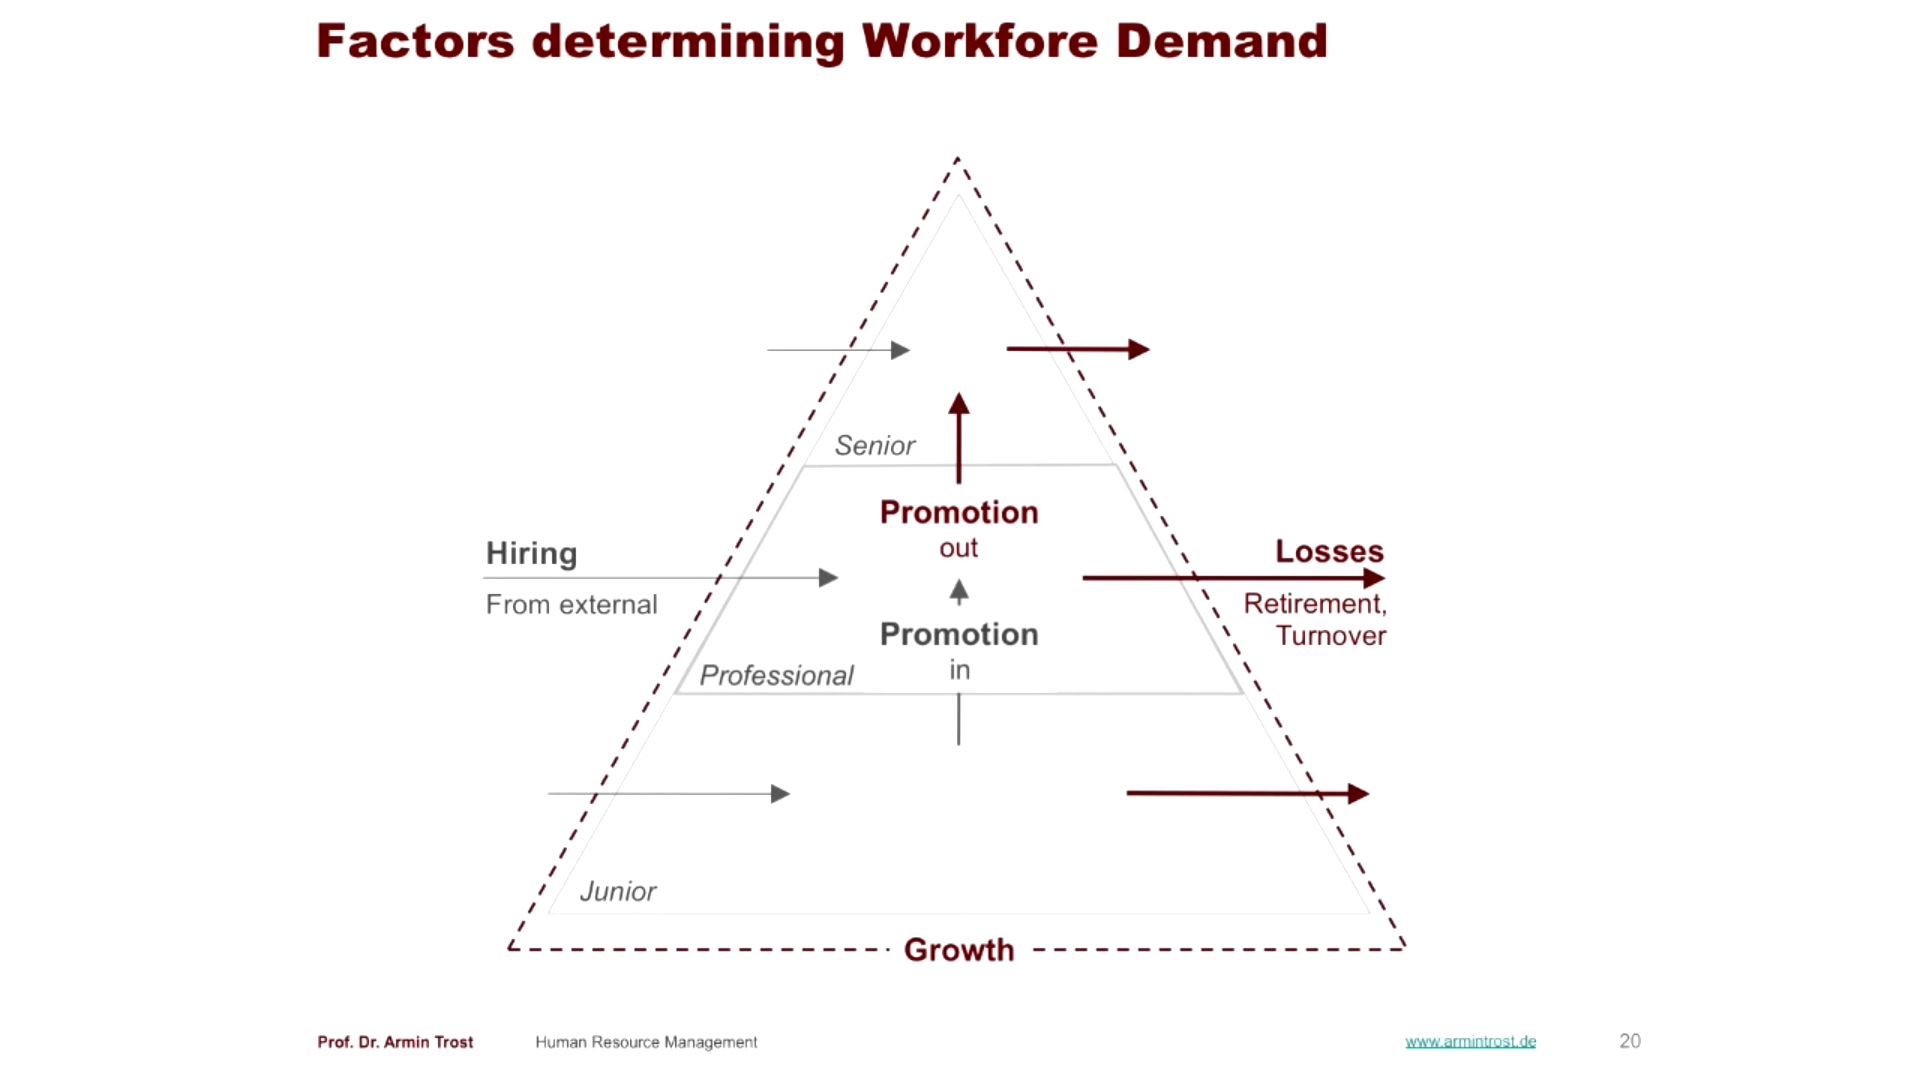 Factors determining Workfore Demand
Senior
Promotion
out
Hiring
From external
Losses
Retirement,
Turnover
Promotion
in
Professional
Junior
Growth
Prof. Dr. Armin Trost
Human Resource Management
www.armintrost.de
20